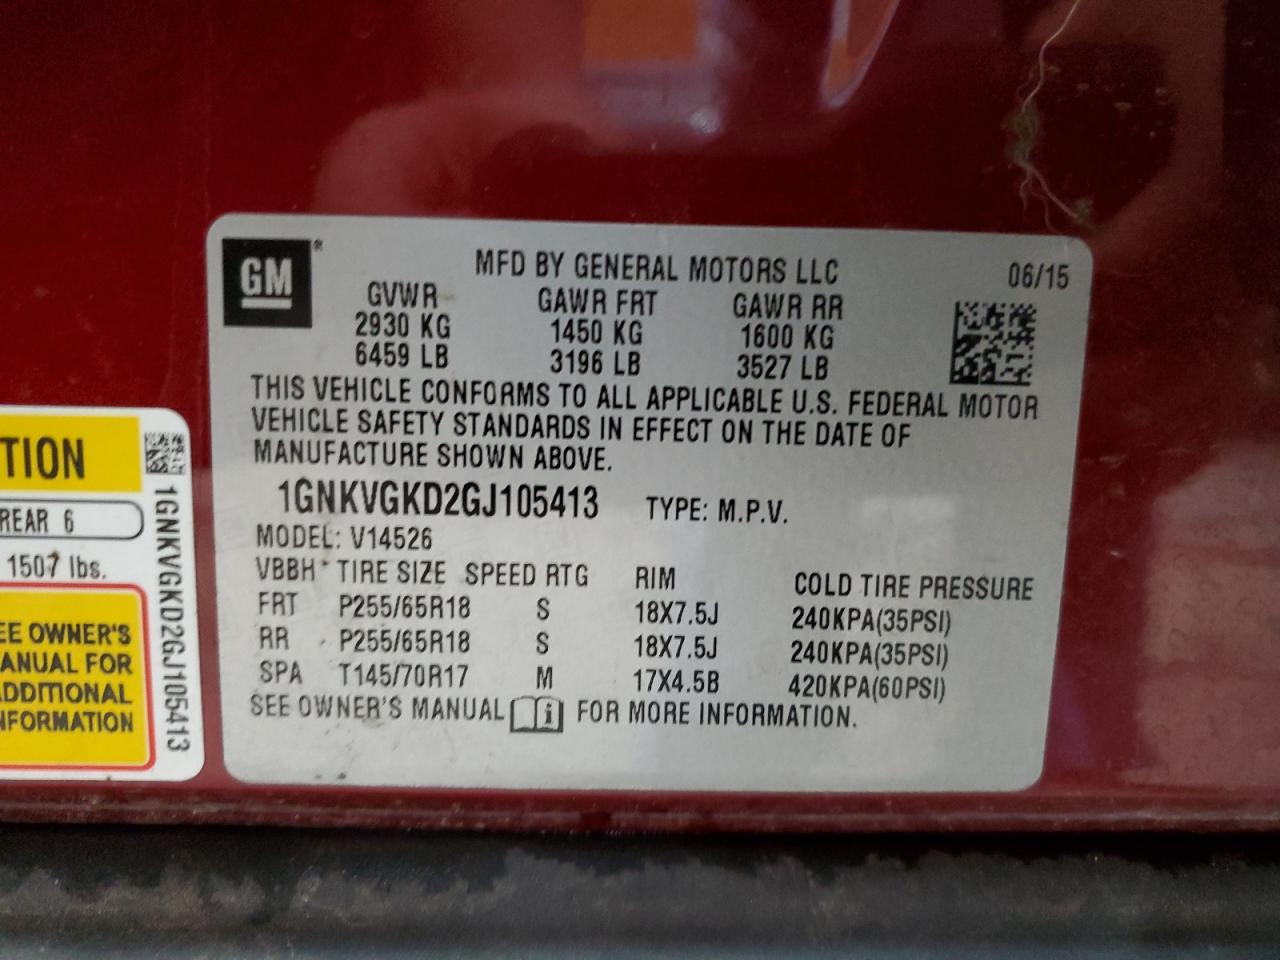 GM®
MFD BY GENERAL MOTORS LLC 06/15
GVWR GAWR FRT GAWR RR
2930 KG 1450 KG 1600 KG
6459 LB 3196 LB 3527 LB
THIS VEHICLE CONFORMS TO ALL APPLICABLE U.S. FEDERAL MOTOR
VEHICLE SAFETY STANDARDS IN EFFECT ON THE DATE OF
MANUFACTURE SHOWN ABOVE.
1GNKVGKD2GJ105413 TYPE: M.P.V.
MODEL: V14526
VBBH TIRE SIZE SPEED RTG RIM COLD TIRE PRESSURE
FRT P255/65R18 S 18X7.5J 240KPA(35PSI)
RR P255/65R18 S 18X7.5J 240KPA(35PSI)
SPA T145/70R17 M 17X4.5B 420KPA(60PSI)
SEE OWNER'S MANUAL i FOR MORE INFORMATION.
TION
REAR 6
1507 lbs.
EE OWNER'S
ANUAL FOR
DDITIONAL
NFORMATION
1GNKVGKD2GJ105413